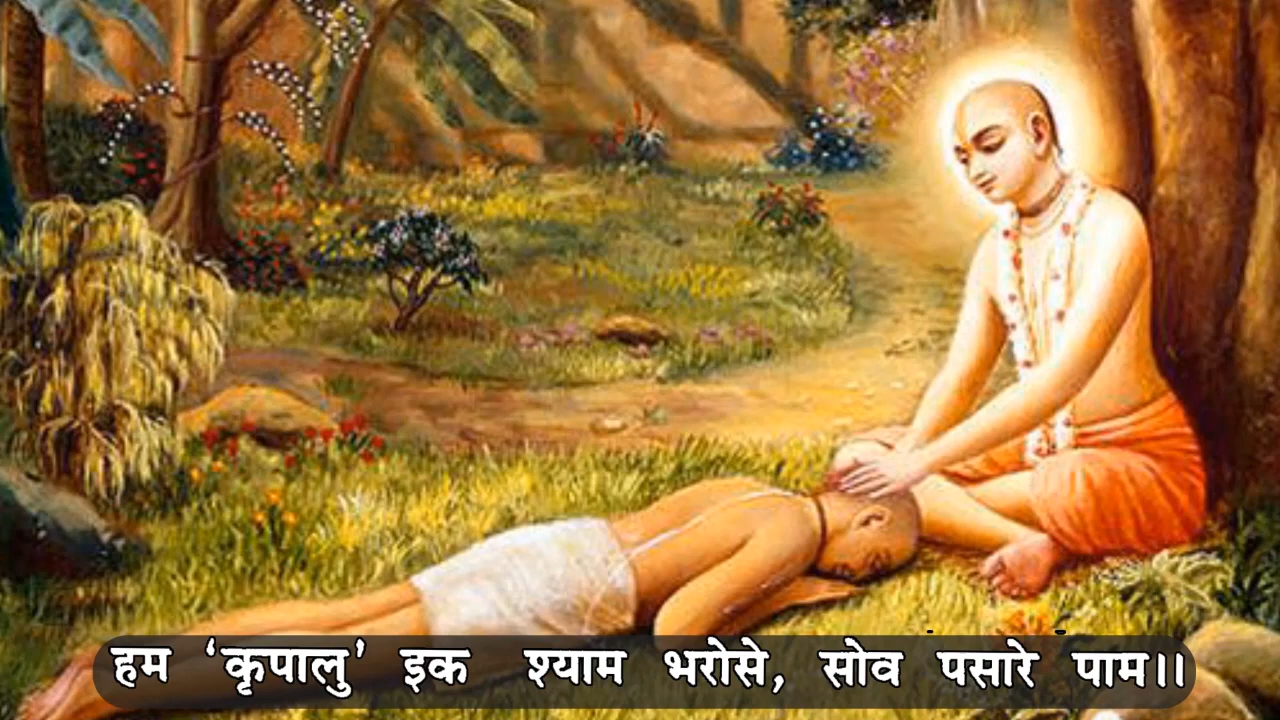 हम ‘कृपालु’ इक श्याम भरोसे, सोव पसारे पाम।।